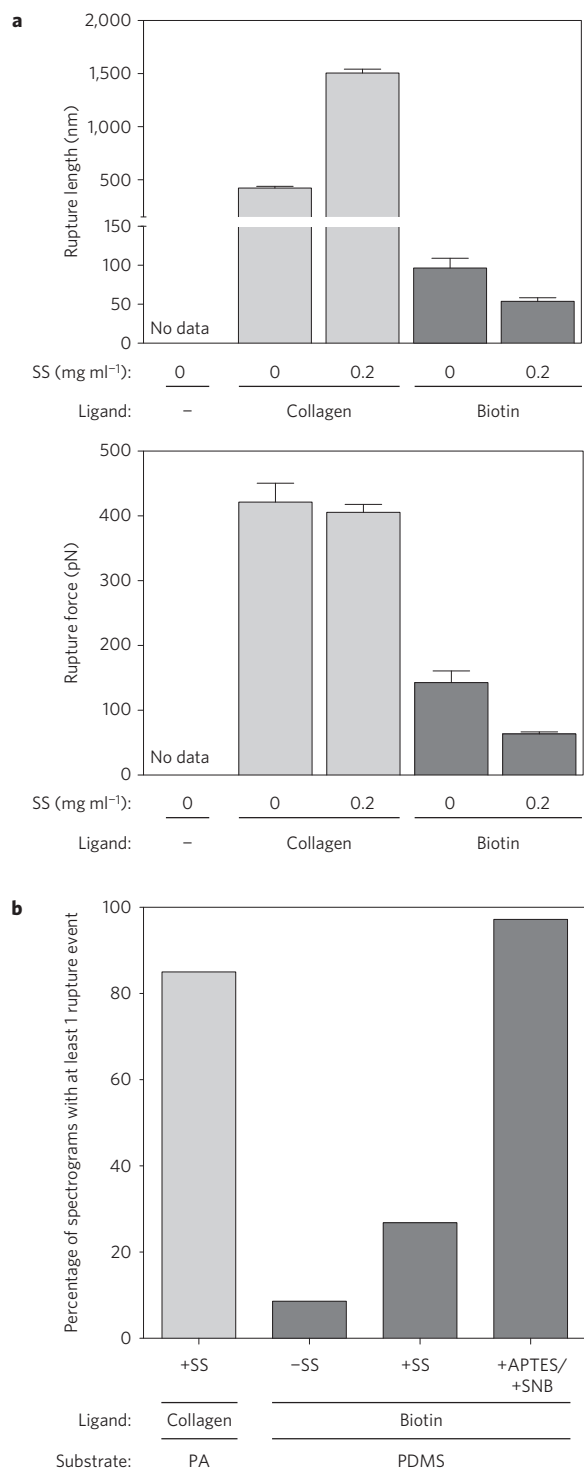 a
2,000
1,500
1,000
500
150
100
50
0
Rupture length (nm)
No data
SS (mg ml⁻¹): 0 0 0.2 0 0.2
Ligand: – Collagen Biotin
500
400
300
200
100
0
Rupture force (pN)
No data
SS (mg ml⁻¹): 0 0 0.2 0 0.2
Ligand: – Collagen Biotin
b
100
80
60
40
20
0
Percentage of spectrograms with at least 1 rupture event
+SS −SS +SS +APTES/
+SNB
Ligand: Collagen Biotin
Substrate: PA PDMS